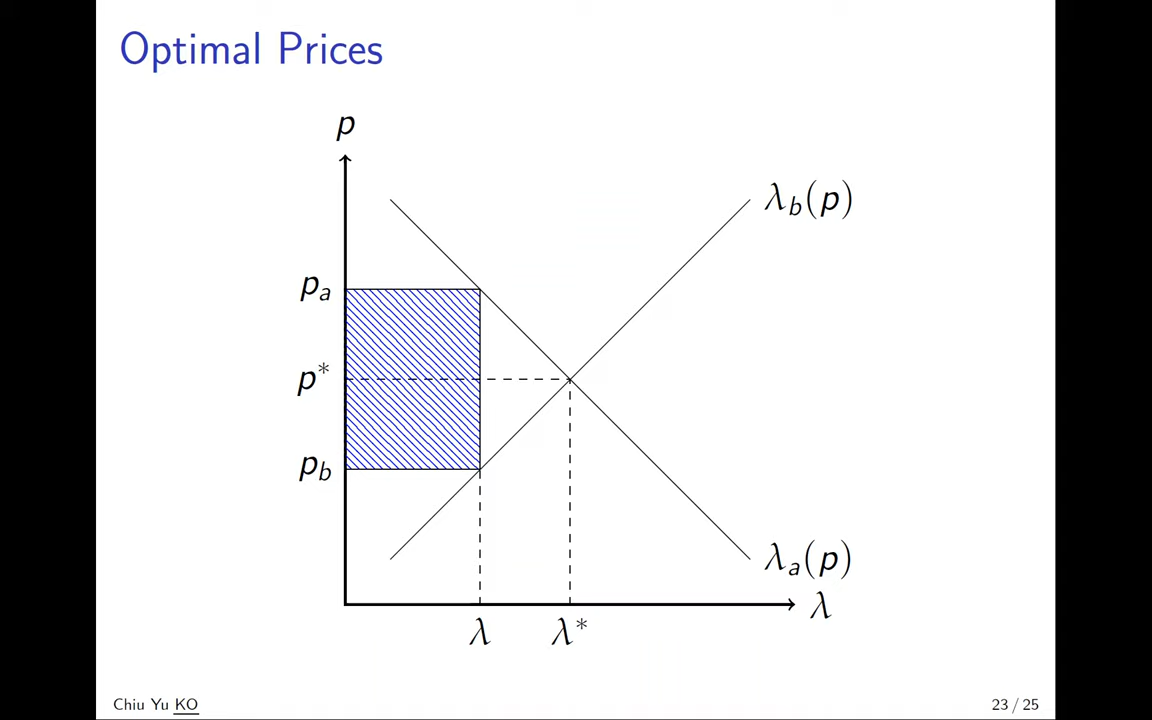 Optimal Prices
p
λ_b(p)
p_a
p*
p_b
λ_a(p)
λ
λ λ*
Chiu Yu KO 23 / 25